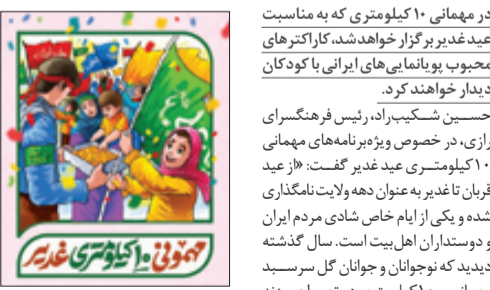 در مهمانی ۱۰ کیلومتری که به مناسبت
عید غدیر برگزار خواهد شد، کاراکترهای
محبوب پویانمایی‌های ایرانی با کودکان
دیدار خواهند کرد.
حسین شکیب‌راد، رئیس فرهنگسرای
رازی، در خصوص ویژه‌برنامه‌های مهمانی
۱۰ کیلومتری عید غدیر گفت: «از عید
قربان تا غدیر به عنوان دهه ولایت نامگذاری
شده و یکی از ایام خاص شادی مردم ایران
و دوستداران اهل‌بیت است. سال گذشته
دیدید که نوجوانان و جوانان گل سرسبد
مهمونی ۱۰ کیلومتری غدیر